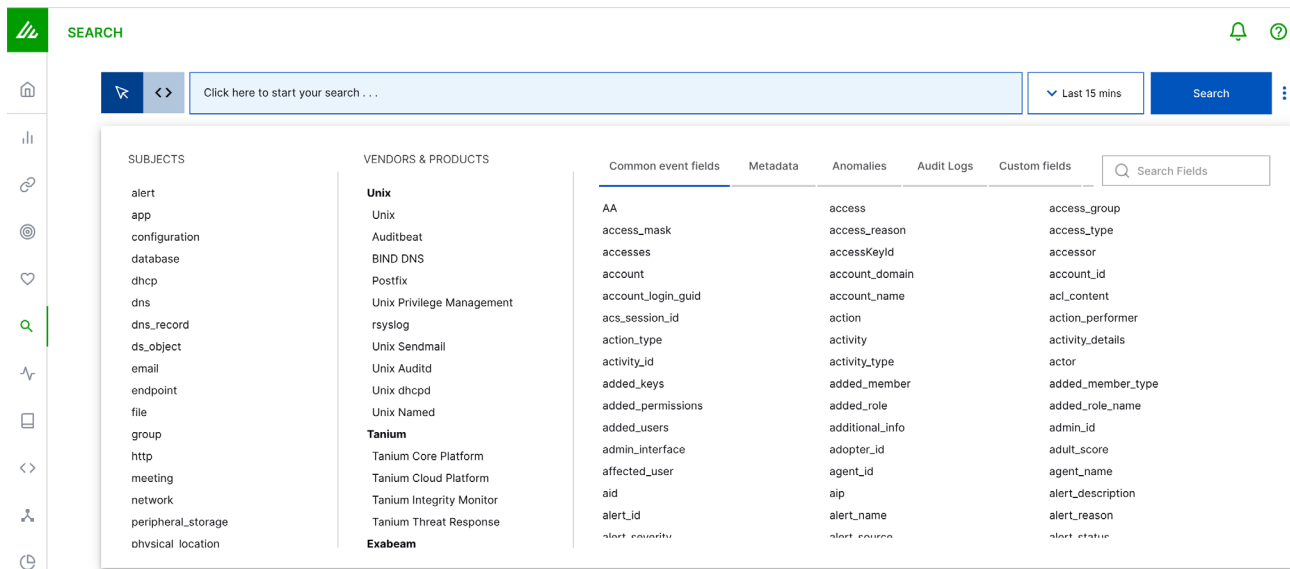 SEARCH
Click here to start your search . . .
Last 15 mins
Search
SUBJECTS
alert
app
configuration
database
dhcp
dns
dns_record
ds_object
email
endpoint
file
group
http
meeting
network
peripheral_storage
physical_location
VENDORS & PRODUCTS
Unix
Unix
Auditbeat
BIND DNS
Postfix
Unix Privilege Management
rsyslog
Unix Sendmail
Unix Auditd
Unix dhcpd
Unix Named
Tanium
Tanium Core Platform
Tanium Cloud Platform
Tanium Integrity Monitor
Tanium Threat Response
Exabeam
Common event fields Metadata Anomalies Audit Logs Custom fields Search Fields
AA access access_group
access_mask access_reason access_type
accesses accessKeyId accessor
account account_domain account_id
account_login_guid account_name acl_content
acs_session_id action action_performer
action_type activity activity_details
activity_id activity_type actor
added_keys added_member added_member_type
added_permissions added_role added_role_name
added_users additional_info admin_id
admin_interface adopter_id adult_score
affected_user agent_id agent_name
aid aip alert_description
alert_id alert_name alert_reason
alert_severity alert_source alert_status